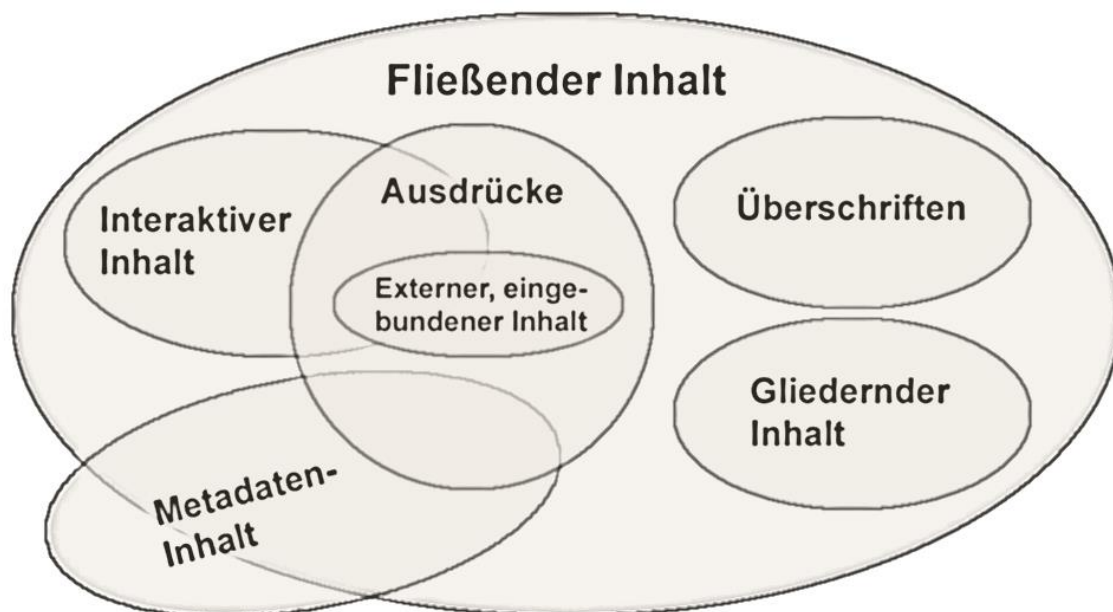 Fließender Inhalt
Interaktiver
Inhalt
Ausdrücke
Externer, einge-
bundener Inhalt
Überschriften
Gliedernder
Inhalt
Metadaten-
Inhalt